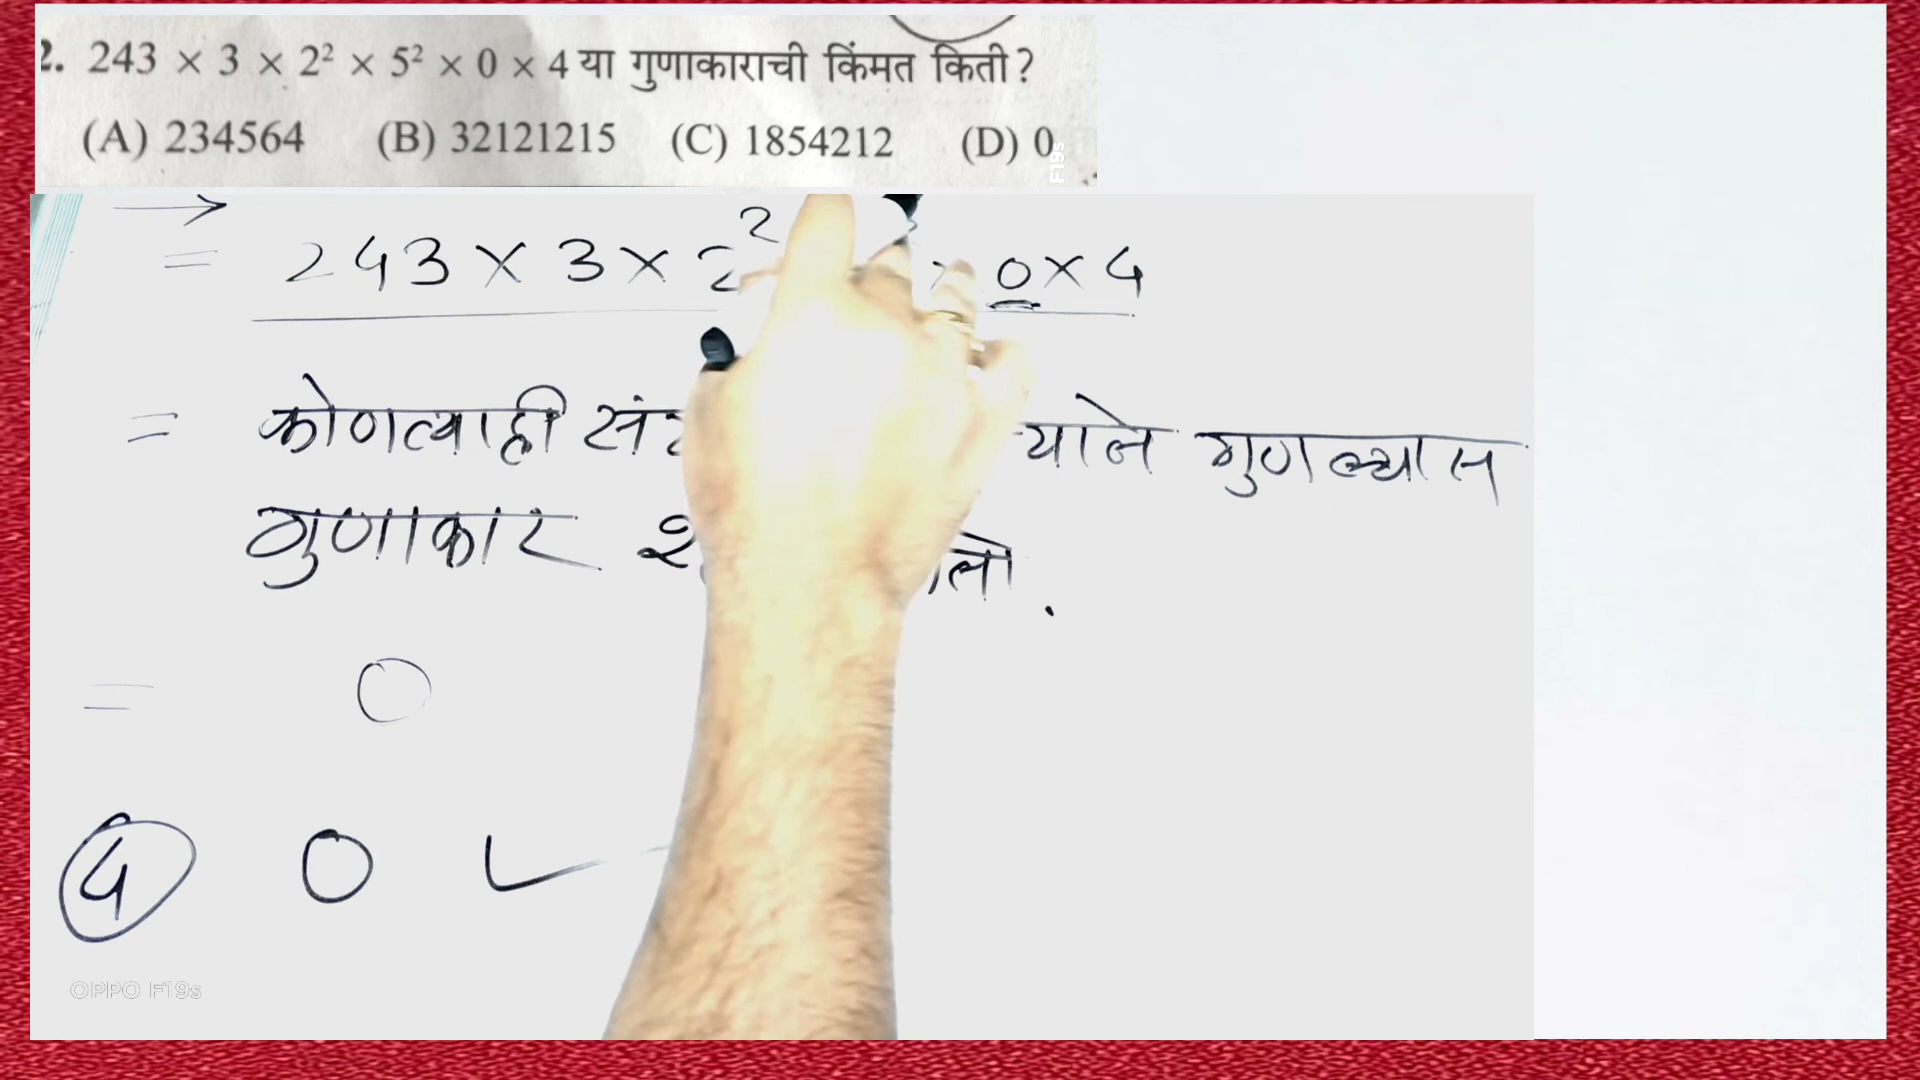 2. 243 × 3 × 2² × 5² × 0 × 4 या गुणाकाराची किंमत किती?
(A) 234564 (B) 32121215 (C) 1854212 (D) 0
F19s
→
= 243 × 3 × 2² × 0 × 4
= कोणत्याही गुणल्यास
गुणाकार
= 0
4 0 ✓
OPPO F19s